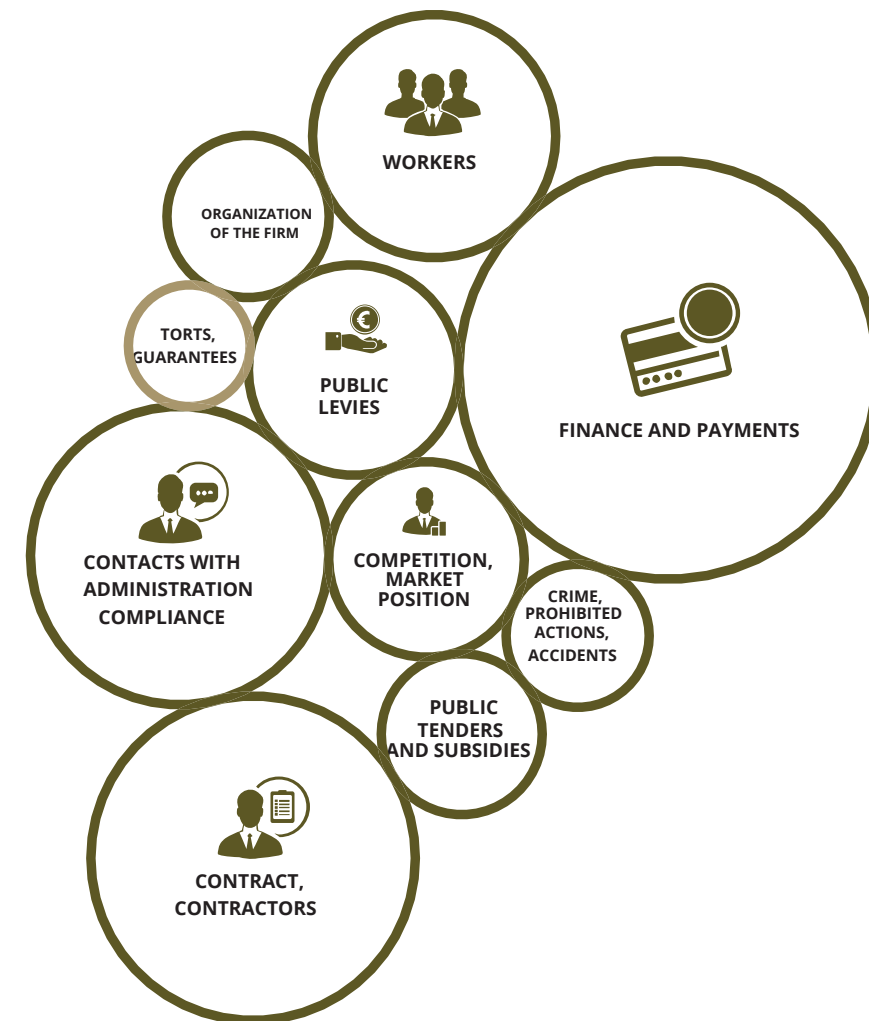 WORKERS
ORGANIZATION
OF THE FIRM
TORTS,
GUARANTEES
€
PUBLIC
LEVIES
FINANCE AND PAYMENTS
CONTACTS WITH
ADMINISTRATION
COMPLIANCE
COMPETITION,
MARKET
POSITION
CRIME,
PROHIBITED
ACTIONS,
ACCIDENTS
PUBLIC
TENDERS
AND SUBSIDIES
CONTRACT,
CONTRACTORS